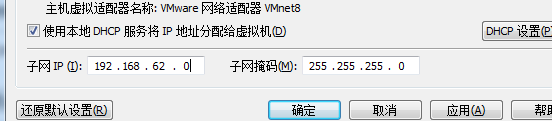 主机虚拟适配器名称: VMware 网络适配器 VMnet8
使用本地 DHCP 服务将 IP 地址分配给虚拟机(D) DHCP 设置(P)
子网 IP (I): 192 .168 . 62 . 0 子网掩码(M): 255 .255 .255 . 0
还原默认设置(R) 确定 取消 应用(A) 帮助